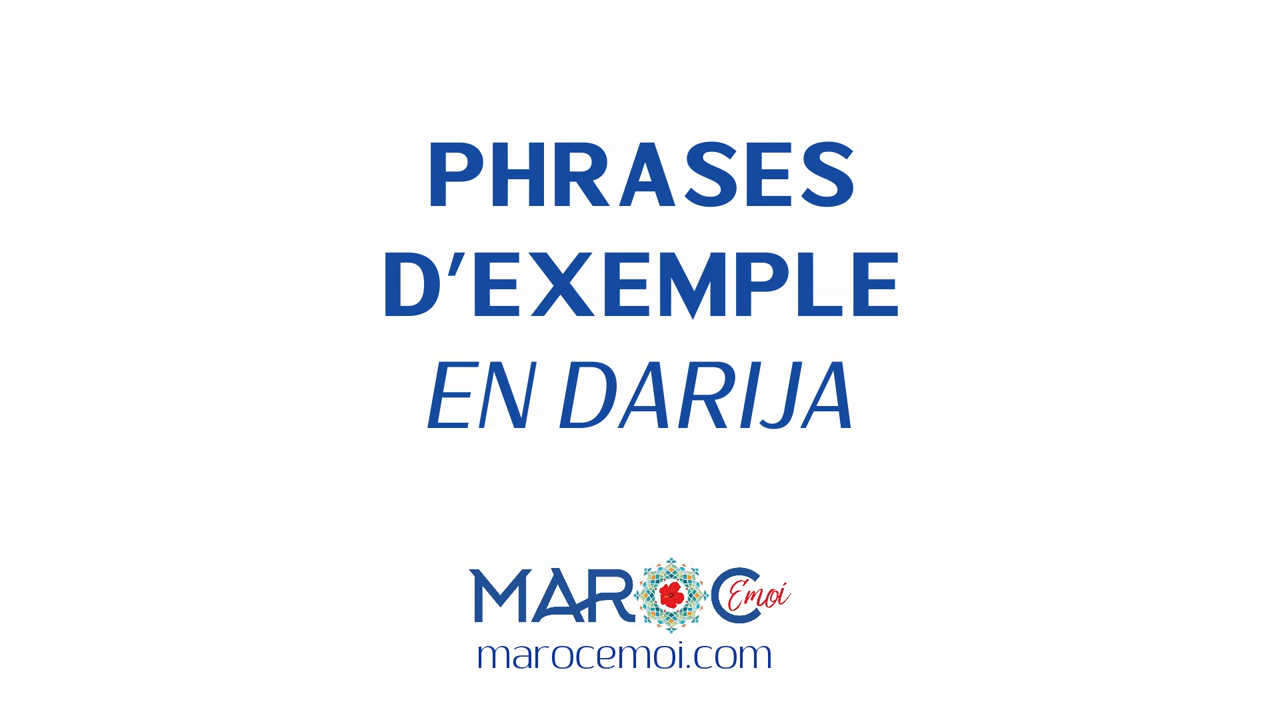 PHRASES
D'EXEMPLE
EN DARIJA
MAROC Emoi
marocemoi.com